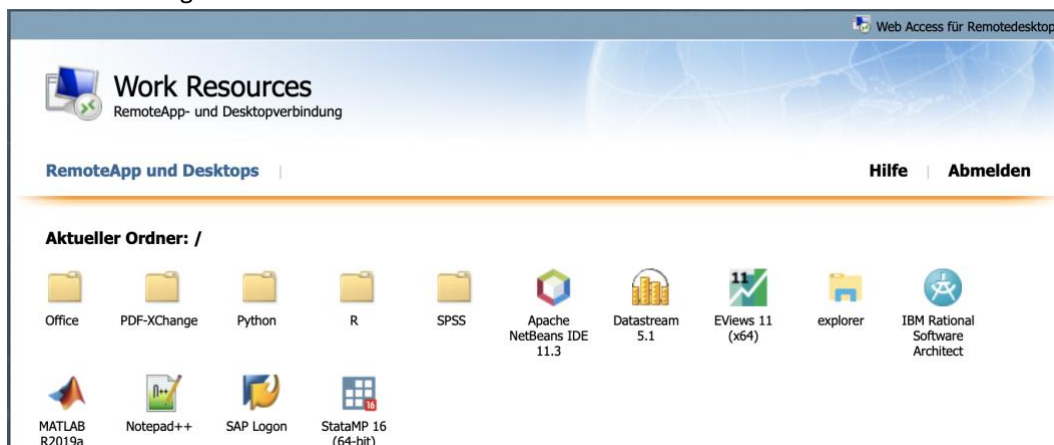 Web Access für Remotedesktop
Work Resources
RemoteApp- und Desktopverbindung
RemoteApp und Desktops | Hilfe | Abmelden
Aktueller Ordner: /
Office PDF-XChange Python R SPSS Apache NetBeans IDE 11.3 Datastream 5.1 11 EViews 11 (x64) explorer IBM Rational Software Architect
MATLAB R2019a n++ Notepad++ SAP Logon 16 StataMP 16 (64-bit)